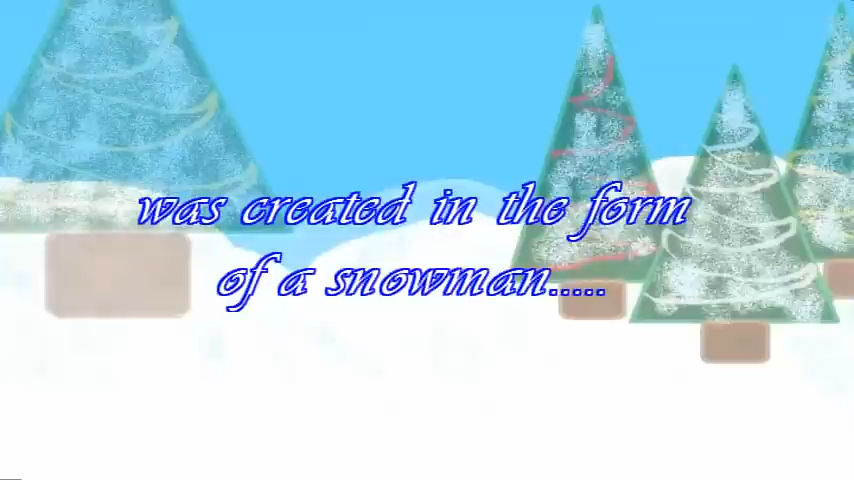 was created in the form
of a snowman.....